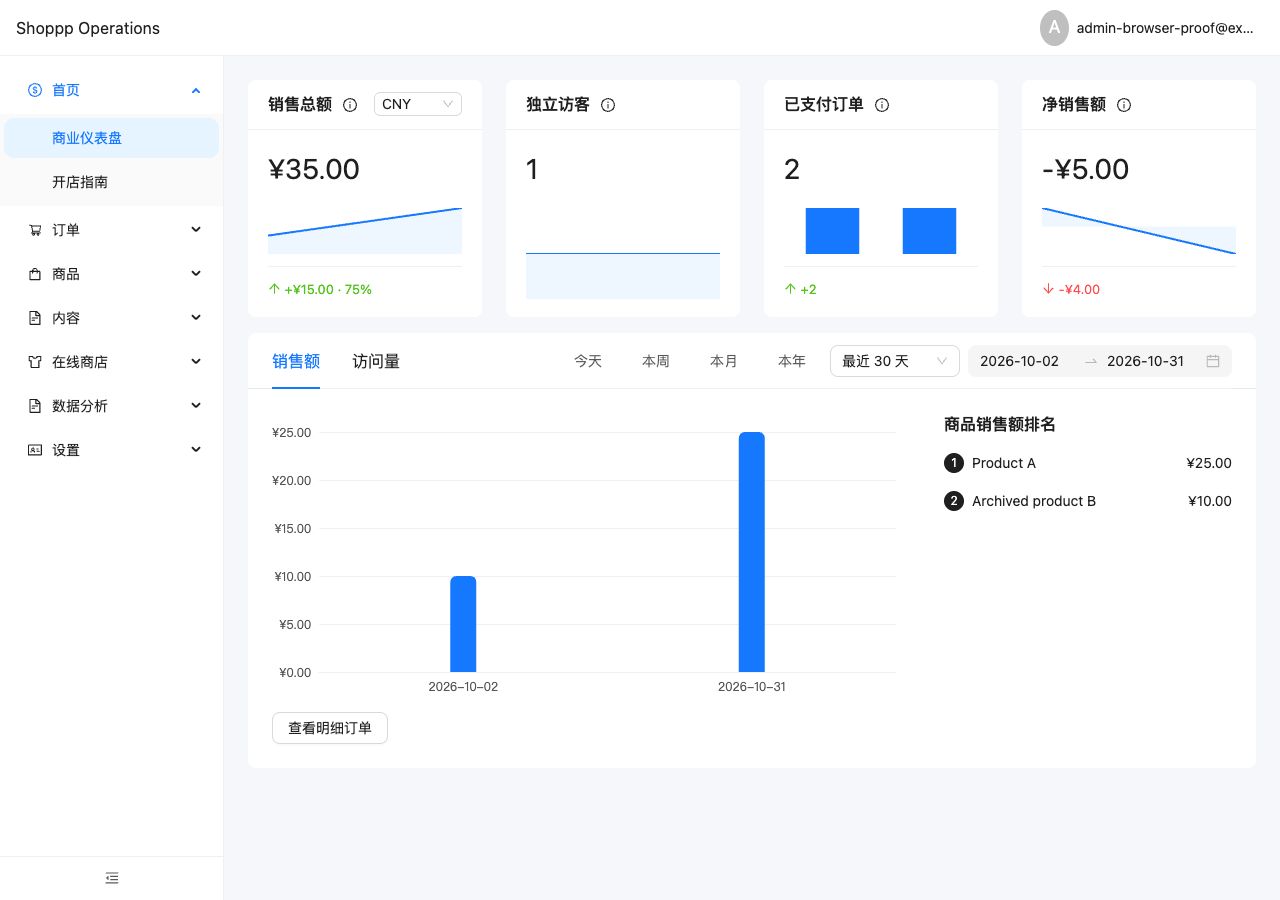 Shoppp Operations
A admin-browser-proof@ex...
首页
商业仪表盘
开店指南
订单
商品
内容
在线商店
数据分析
设置
销售总额 CNY
¥35.00
+¥15.00 · 75%
独立访客
1
已支付订单
2
+2
净销售额
-¥5.00
-¥4.00
销售额 访问量 今天 本周 本月 本年 最近 30 天 2026-10-02 → 2026-10-31
¥25.00
¥20.00
¥15.00
¥10.00
¥5.00
¥0.00
2026-10-02 2026-10-31
查看明细订单
商品销售额排名
1 Product A ¥25.00
2 Archived product B ¥10.00